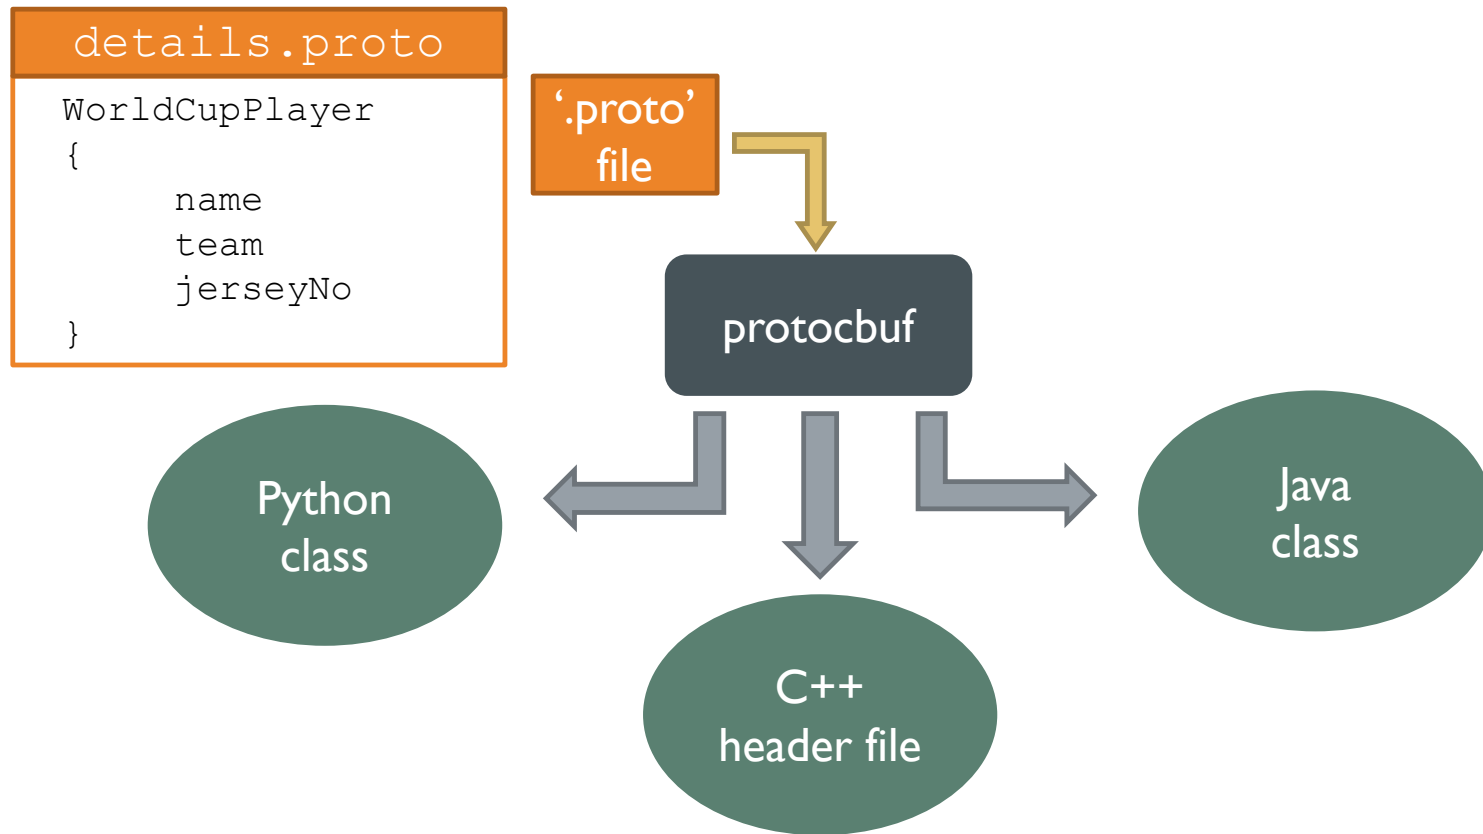 details.proto
WorldCupPlayer
{
name
team
jerseyNo
}
‘.proto’
file
protocbuf
Python
class
C++
header file
Java
class